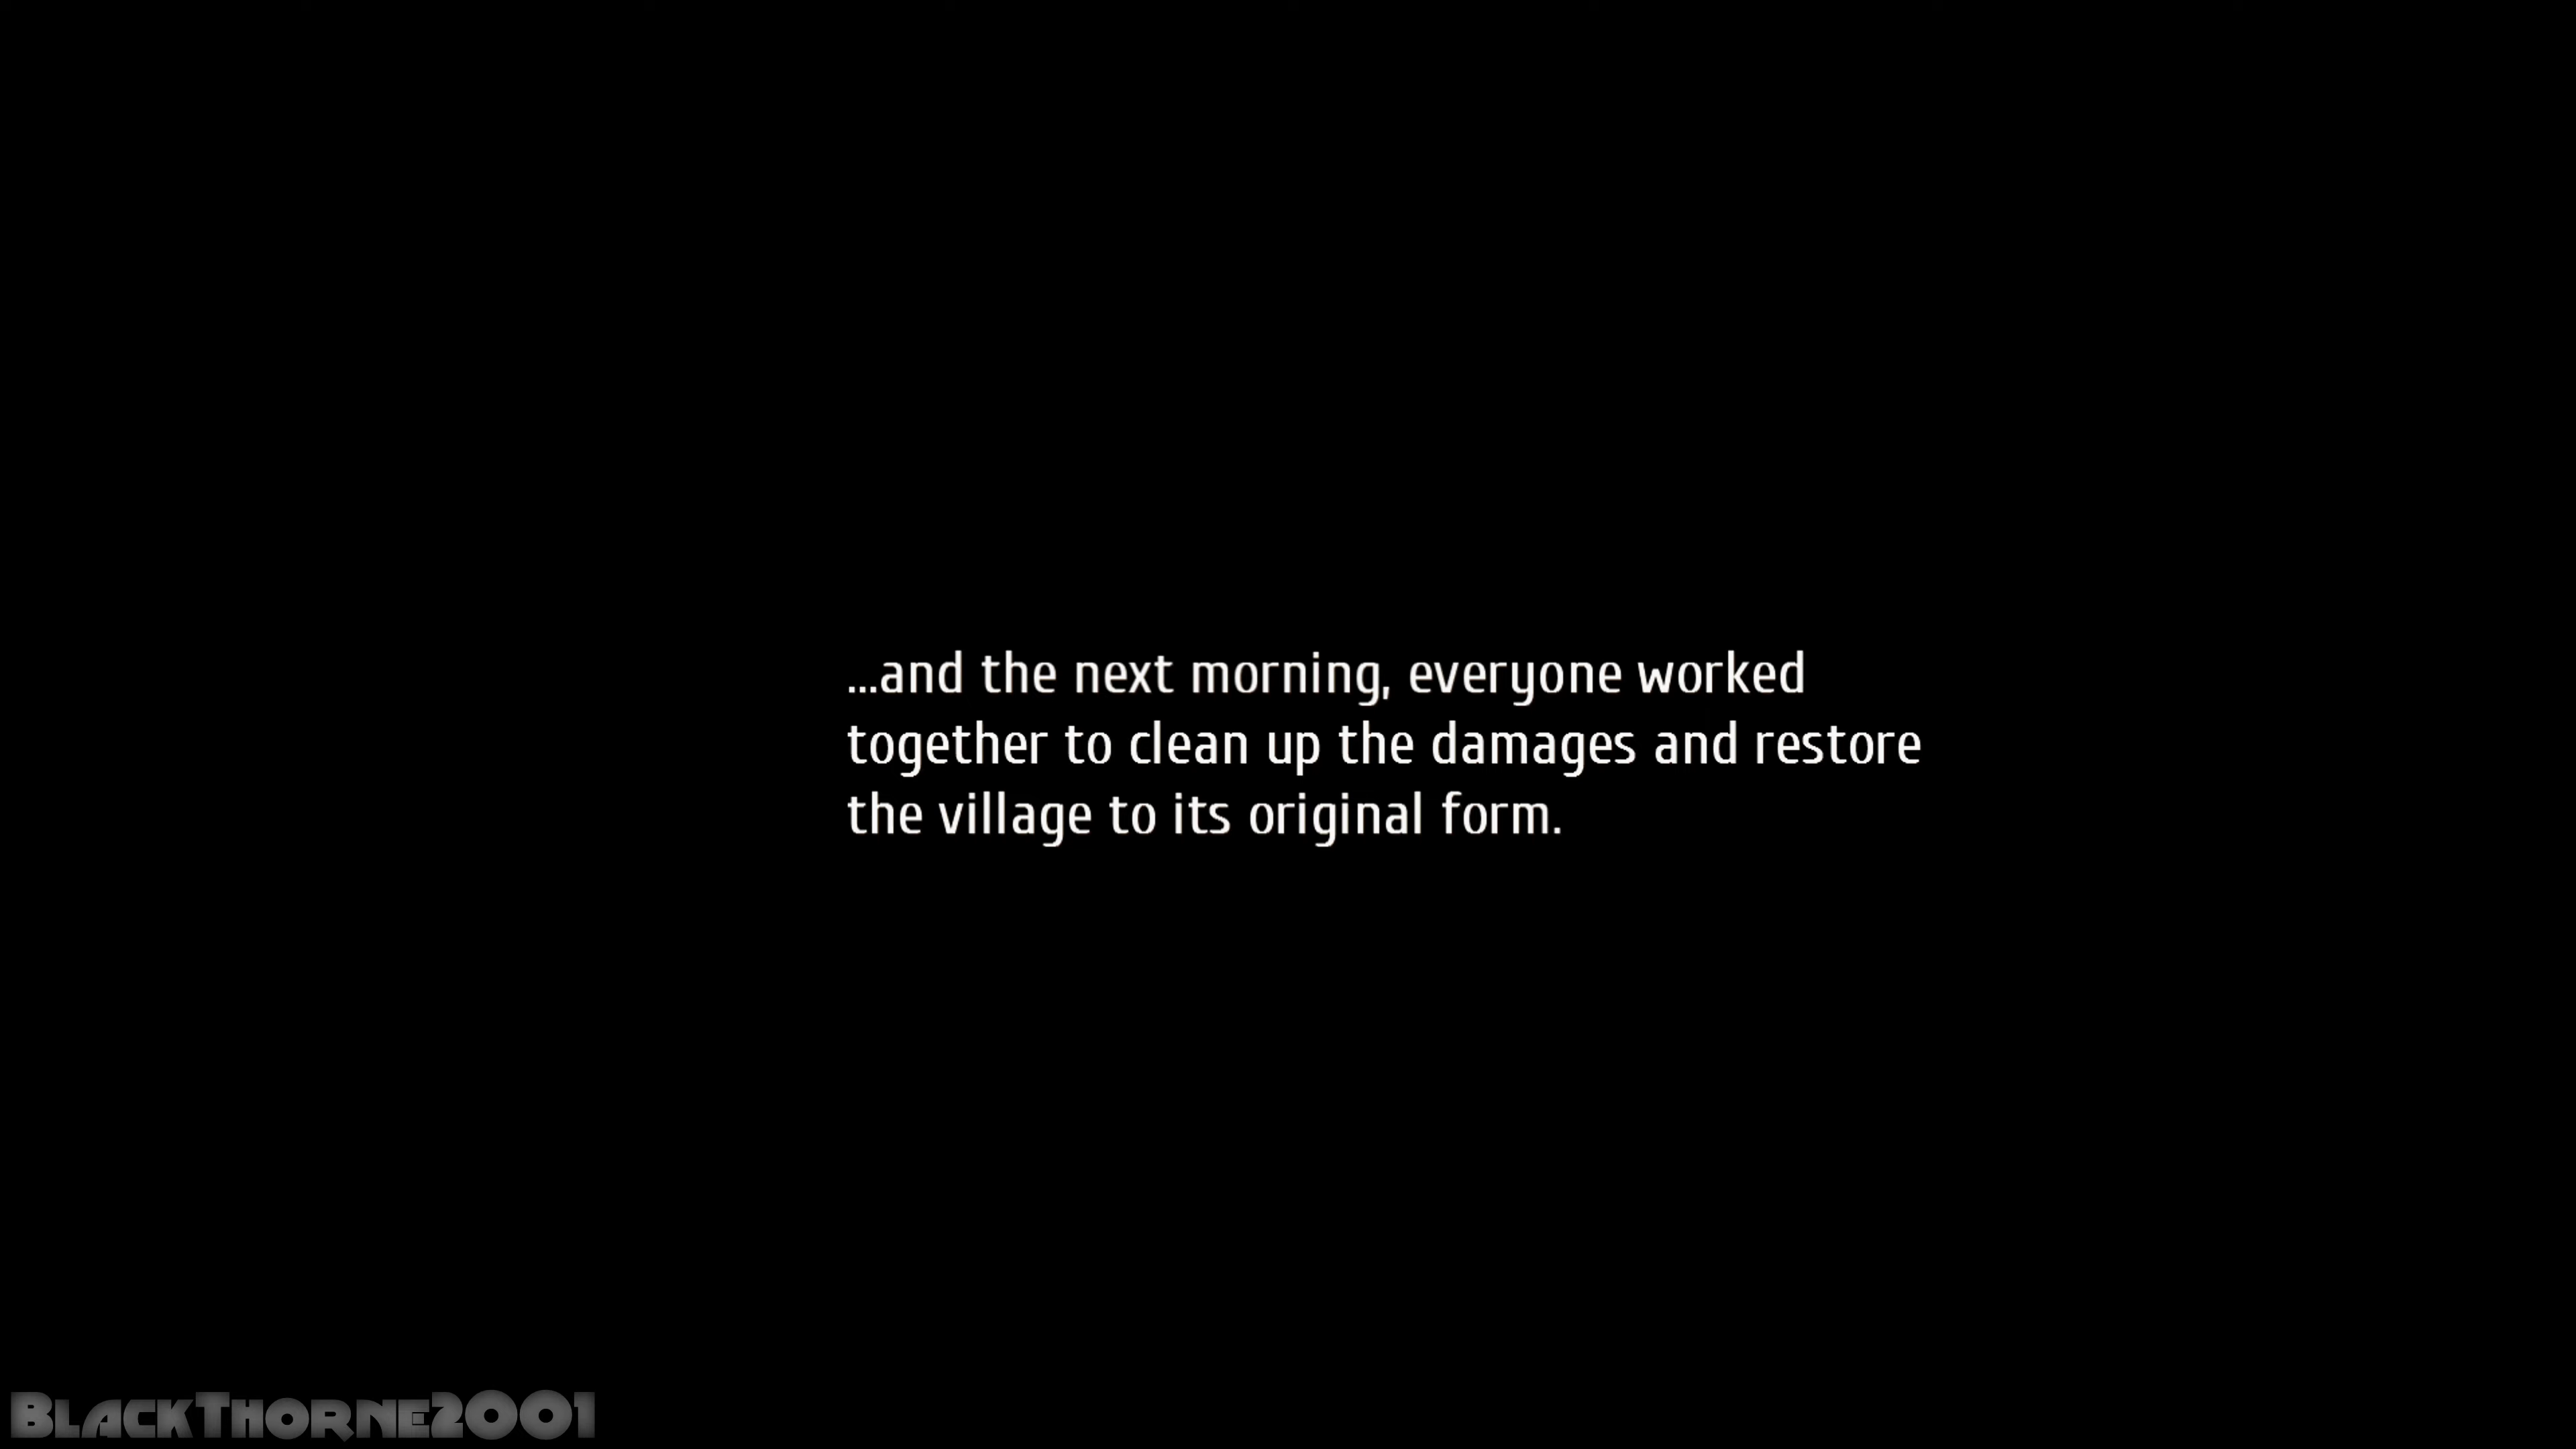 ...and the next morning, everyone worked
together to clean up the damages and restore
the village to its original form.
BlackThorne2001